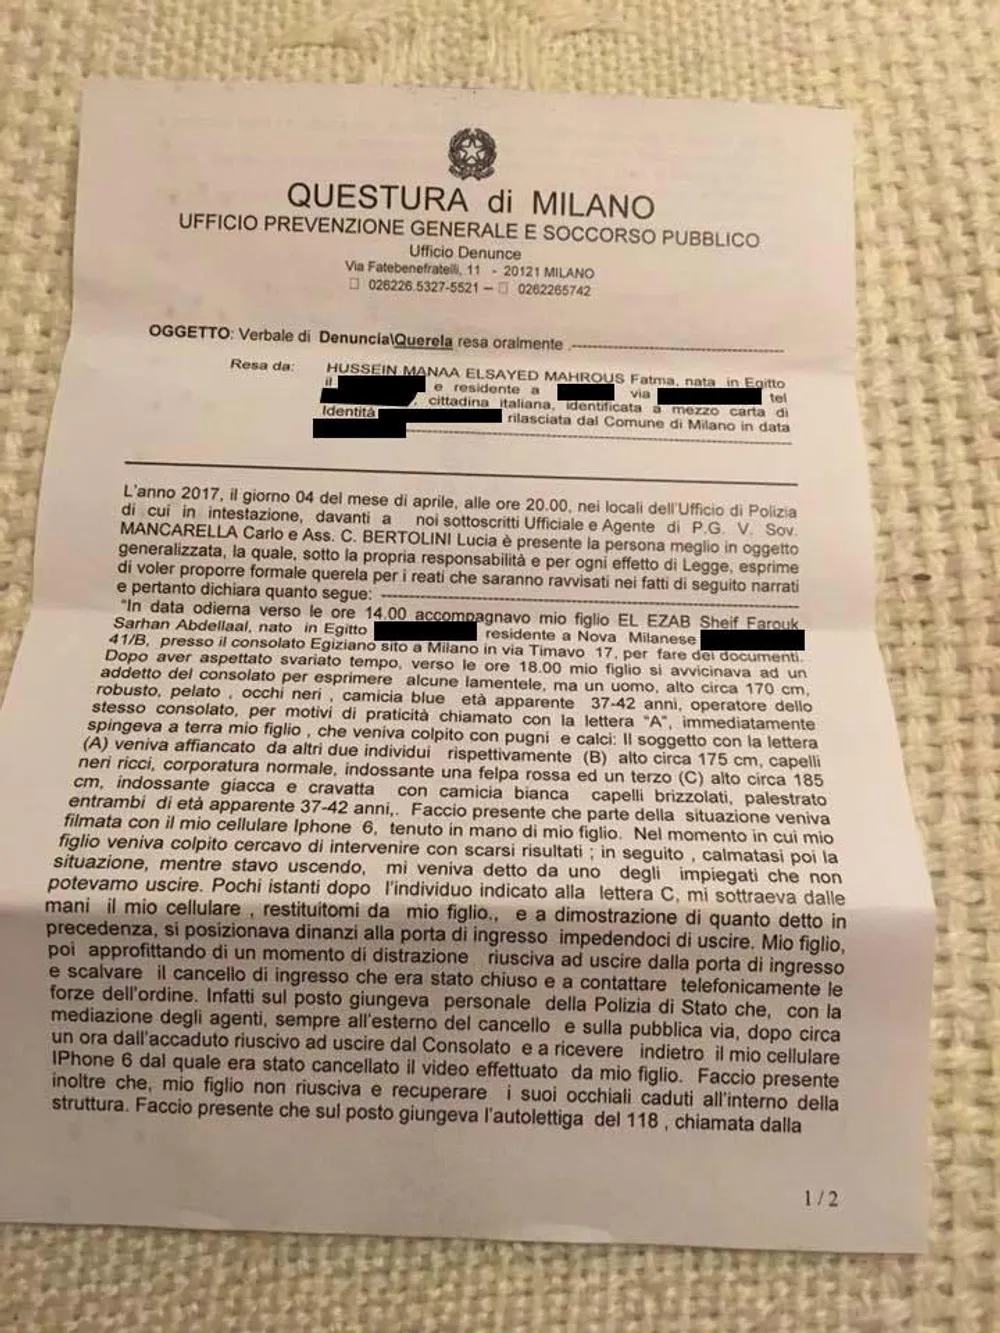 QUESTURA di MILANO
UFFICIO PREVENZIONE GENERALE E SOCCORSO PUBBLICO
Ufficio Denunce
Via Fatebenefratelli, 11 - 20121 MILANO
026226.5327-5521 – 0262265742
OGGETTO: Verbale di Denuncia\Querela resa oralmente
Resa da: HUSSEIN MANAA ELSAYED MAHROUS Fatma, nata in Egitto
il e residente a via tel
, cittadina italiana, identificata a mezzo carta di
Identità rilasciata dal Comune di Milano in data
L'anno 2017, il giorno 04 del mese di aprile, alle ore 20.00, nei locali dell'Ufficio di Polizia
di cui in intestazione, davanti a noi sottoscritti Ufficiale e Agente di P.G. V. Sov.
MANCARELLA Carlo e Ass. C. BERTOLINI Lucia è presente la persona meglio in oggetto
generalizzata, la quale, sotto la propria responsabilità e per ogni effetto di Legge, esprime
di voler proporre formale querela per i reati che saranno ravvisati nei fatti di seguito narrati
e pertanto dichiara quanto segue:
"In data odierna verso le ore 14.00 accompagnavo mio figlio EL EZAB Sheif Farouk
Sarhan Abdellaal, nato in Egitto residente a Nova Milanese
41/B, presso il consolato Egiziano sito a Milano in via Timavo 17, per fare dei documenti.
Dopo aver aspettato svariato tempo, verso le ore 18.00 mio figlio si avvicinava ad un
addetto del consolato per esprimere alcune lamentele, ma un uomo, alto circa 170 cm,
robusto, pelato , occhi neri , camicia blue età apparente 37-42 anni, operatore dello
stesso consolato, per motivi di praticità chiamato con la lettera "A", immediatamente
spingeva a terra mio figlio , che veniva colpito con pugni e calci: Il soggetto con la lettera
(A) veniva affiancato da altri due individui rispettivamente (B) alto circa 175 cm, capelli
neri ricci, corporatura normale, indossante una felpa rossa ed un terzo (C) alto circa 185
cm, indossante giacca e cravatta con camicia bianca capelli brizzolati, palestrato
entrambi di età apparente 37-42 anni,. Faccio presente che parte della situazione veniva
filmata con il mio cellulare Iphone 6, tenuto in mano di mio figlio. Nel momento in cui mio
figlio veniva colpito cercavo di intervenire con scarsi risultati ; in seguito , calmatasi poi la
situazione, mentre stavo uscendo, mi veniva detto da uno degli impiegati che non
potevamo uscire. Pochi istanti dopo l'individuo indicato alla lettera C, mi sottraeva dalle
mani il mio cellulare , restituitomi da mio figlio., e a dimostrazione di quanto detto in
precedenza, si posizionava dinanzi alla porta di ingresso impedendoci di uscire. Mio figlio,
poi approfittando di un momento di distrazione riusciva ad uscire dalla porta di ingresso
e scalvare il cancello di ingresso che era stato chiuso e a contattare telefonicamente le
forze dell'ordine. Infatti sul posto giungeva personale della Polizia di Stato che, con la
mediazione degli agenti, sempre all'esterno del cancello e sulla pubblica via, dopo circa
un ora dall'accaduto riuscivo ad uscire dal Consolato e a ricevere indietro il mio cellulare
IPhone 6 dal quale era stato cancellato il video effettuato da mio figlio. Faccio presente
inoltre che, mio figlio non riusciva e recuperare i suoi occhiali caduti all'interno della
struttura. Faccio presente che sul posto giungeva l'autolettiga del 118 , chiamata dalla
1 / 2